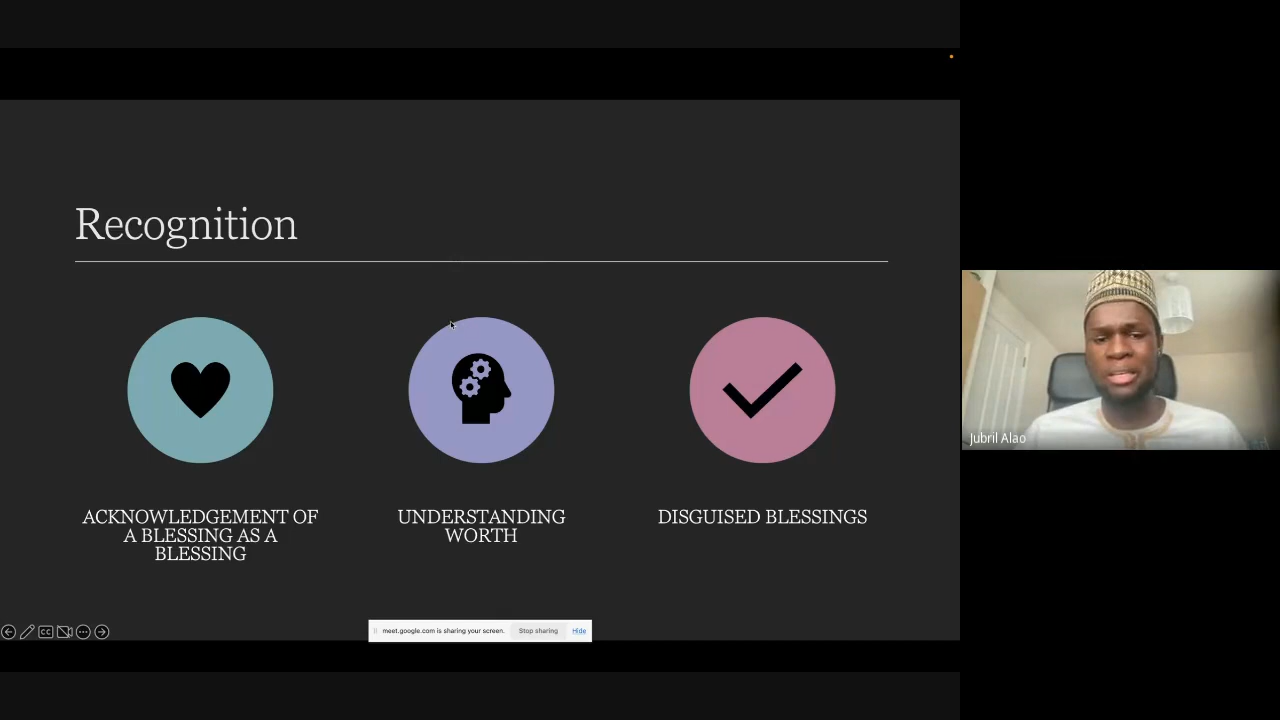 Recognition
ACKNOWLEDGEMENT OF
A BLESSING AS A
BLESSING
UNDERSTANDING
WORTH
DISGUISED BLESSINGS
CC
meet.google.com is sharing your screen.
Stop sharing
Hide
Jubril Alao